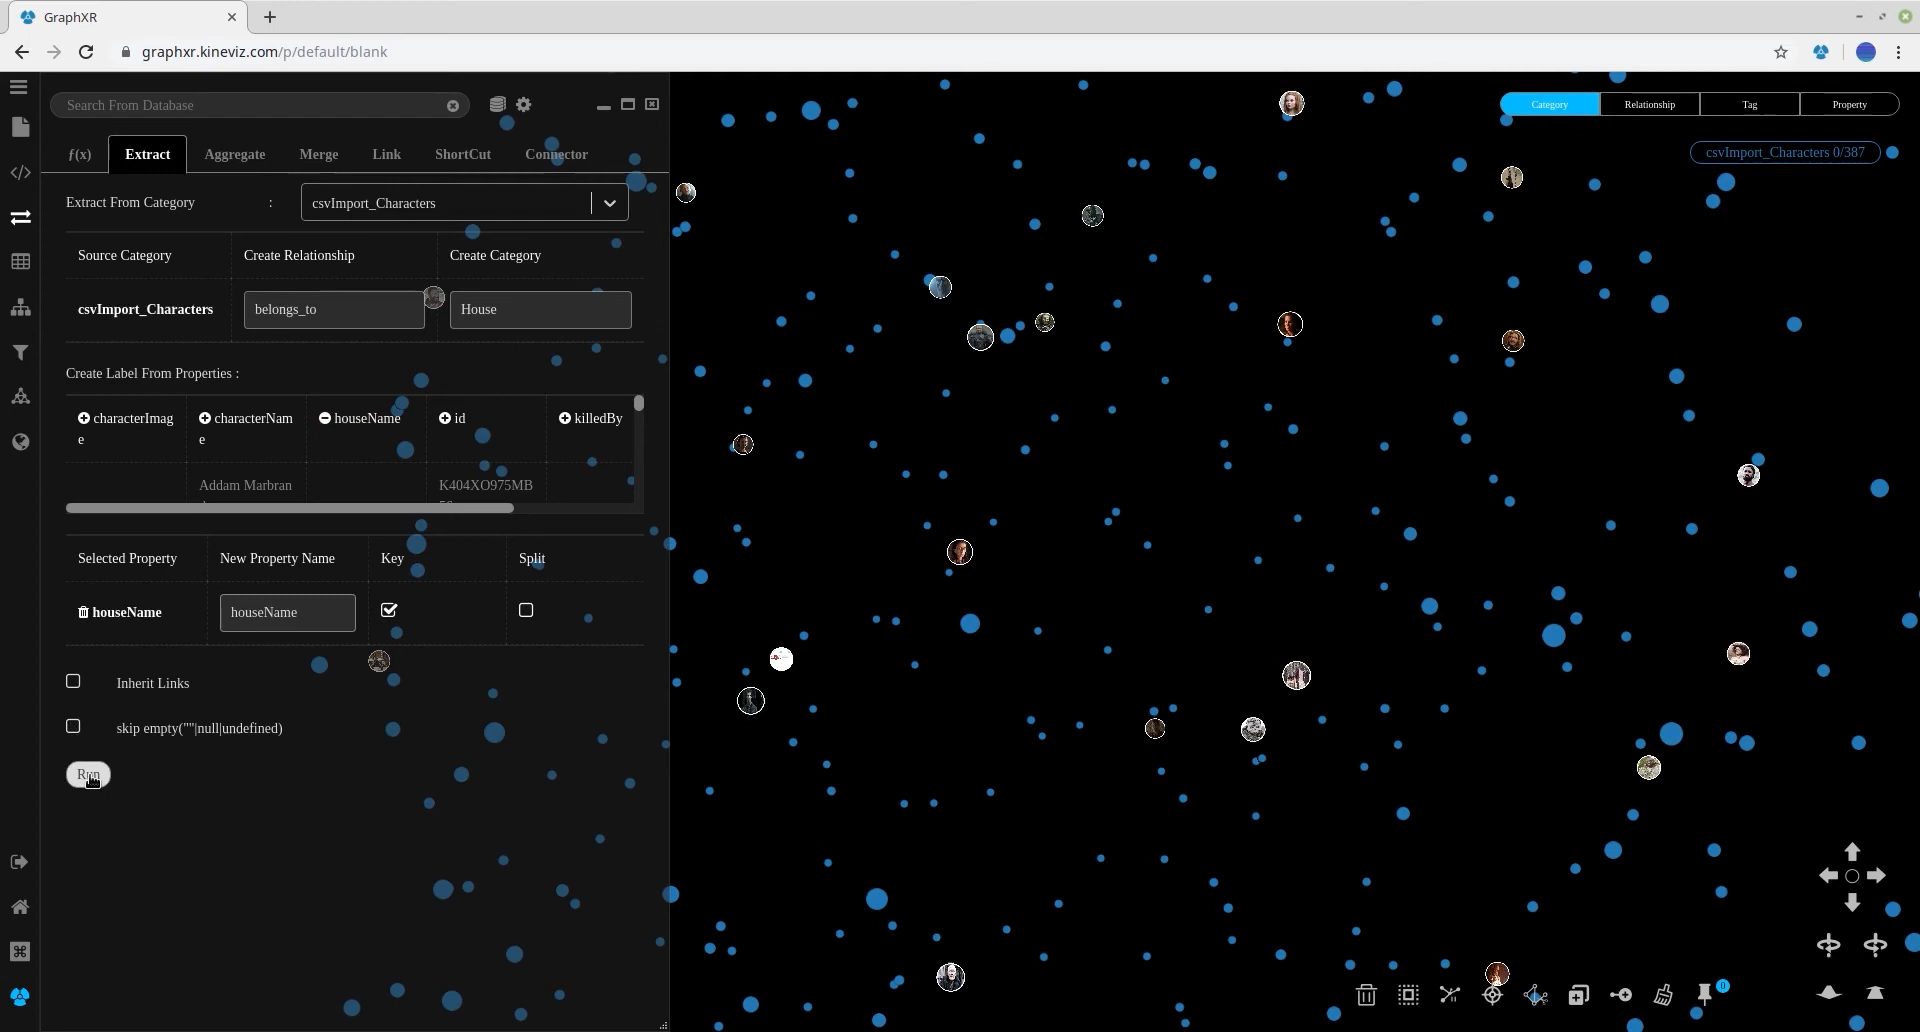 GraphXR
graphxr.kineviz.com/p/default/blank
Search From Database
Category
Relationship
Tag
Property
csvImport_Characters 0/387
ƒ(x)
Extract
Aggregate
Merge
Link
ShortCut
Connector
Extract From Category :
csvImport_Characters
Source Category
Create Relationship
Create Category
csvImport_Characters
belongs_to
House
Create Label From Properties :
characterImag
e
characterNam
e
houseName
id
killedBy
Addam Marbran
K404XO975MB
Selected Property
New Property Name
Key
Split
houseName
houseName
Inherit Links
skip empty(""|null|undefined)
Run
0